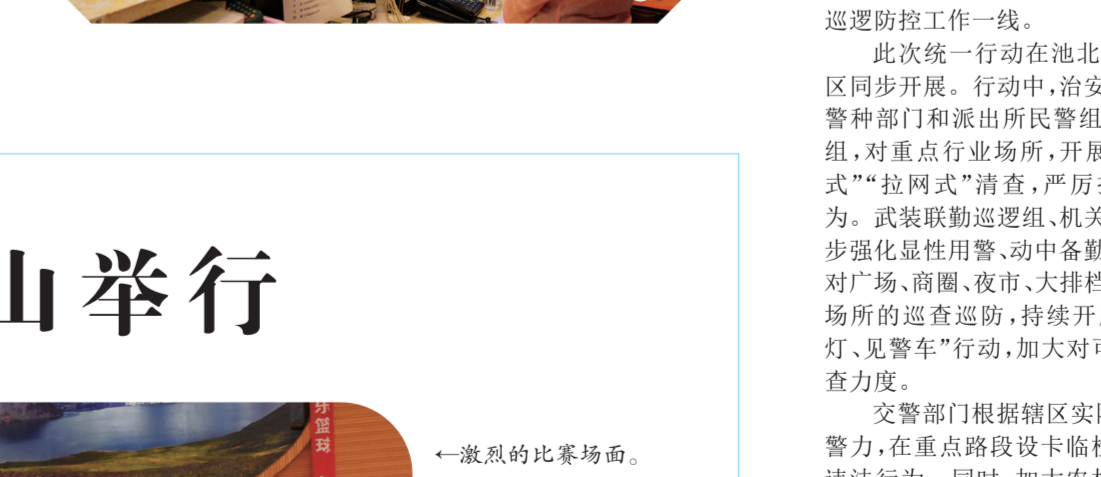 山举行
乐篮球
←激烈的比赛场面。
巡逻防控工作一线。
此次统一行动在池北
区同步开展。行动中,治安
警种部门和派出所民警组
组,对重点行业场所,开展
式”“拉网式”清查,严厉
为。武装联勤巡逻组、机关
步强化显性用警、动中备勤
对广场、商圈、夜市、大排档
场所的巡查巡防,持续开
灯、见警车”行动,加大对可
查力度。
交警部门根据辖区实际
警力,在重点路段设卡临检